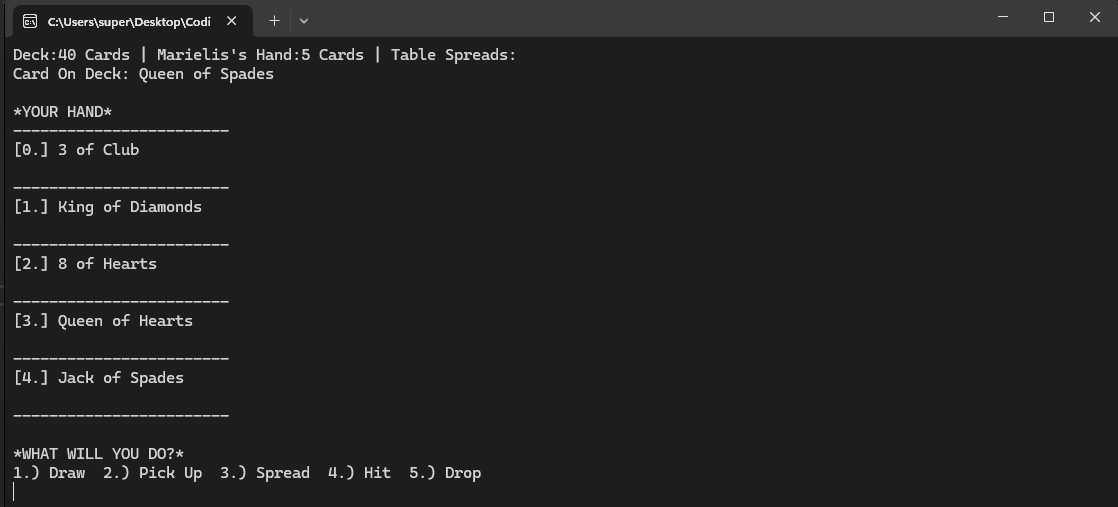 C:\Users\super\Desktop\Codi
Deck:40 Cards | Marielis's Hand:5 Cards | Table Spreads:
Card On Deck: Queen of Spades
*YOUR HAND*
------------------------
[0.] 3 of Club
------------------------
[1.] King of Diamonds
------------------------
[2.] 8 of Hearts
------------------------
[3.] Queen of Hearts
------------------------
[4.] Jack of Spades
------------------------
*WHAT WILL YOU DO?*
1.) Draw  2.) Pick Up  3.) Spread  4.) Hit  5.) Drop